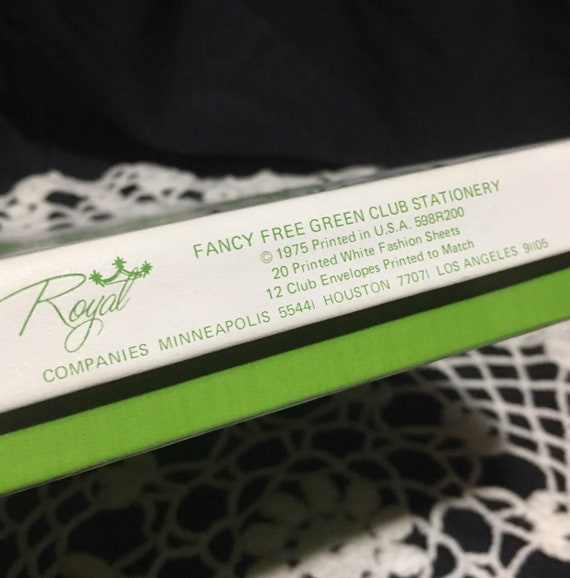 FANCY FREE GREEN CLUB STATIONERY
© 1975 Printed in U.S.A. 598R200
20 Printed White Fashion Sheets
12 Club Envelopes Printed to Match
Royal
COMPANIES MINNEAPOLIS 55441 HOUSTON 77071 LOS ANGELES 91105